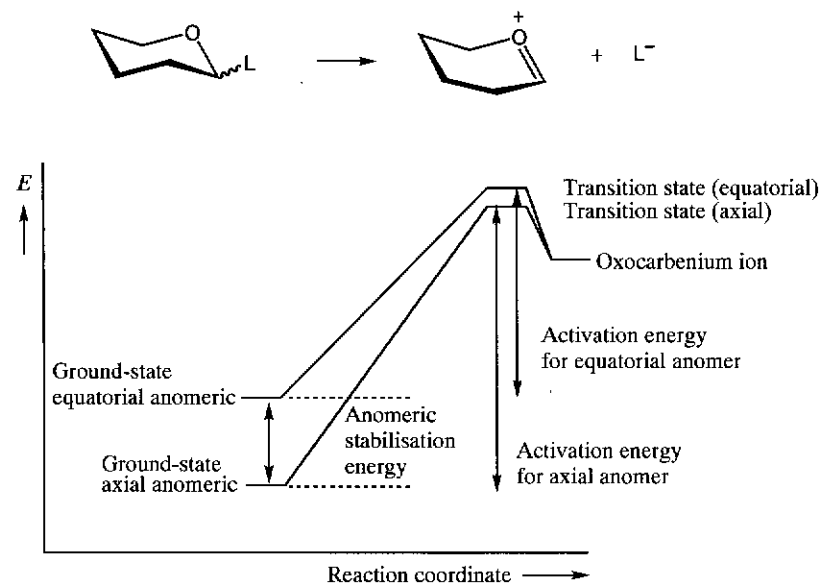 O
L
+
O
+ L⁻
E
Transition state (equatorial)
Transition state (axial)
Oxocarbenium ion
Activation energy
for equatorial anomer
Ground-state
equatorial anomeric
Anomeric
stabilisation
energy
Ground-state
axial anomeric
Activation energy
for axial anomer
Reaction coordinate